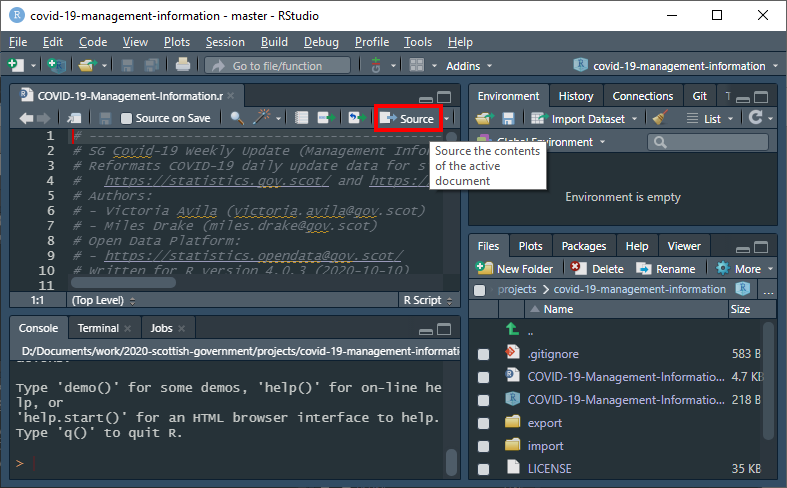 covid-19-management-information - master - RStudio
File Edit Code View Plots Session Build Debug Profile Tools Help
Go to file/function Addins covid-19-management-information
COVID-19-Management-Information.r
Source on Save Source
1 # ----------------------------------------
2 # SG Covid-19 Weekly Update (Management Infor
3 # Reformats COVID-19 daily update data for s
4 # https://statistics.gov.scot/ and https:/
5 # Authors:
6 # - Victoria Avila (victoria.avila@gov.scot)
7 # - Miles Drake (miles.drake@gov.scot)
8 # Open Data Platform:
9 # - https://statistics.opendata@gov.scot/
10 # Written for R version 4.0.3 (2020-10-10)
11
Source the contents
of the active
document
1:1 (Top Level) R Script
Console Terminal Jobs
D:/Documents/work/2020-scottish-government/projects/covid-19-management-informatio
Type 'demo()' for some demos, 'help()' for on-line he
lp, or
'help.start()' for an HTML browser interface to help.
Type 'q()' to quit R.
>
Environment History Connections Git T
Import Dataset List
Global Environment
Environment is empty
Files Plots Packages Help Viewer
New Folder Delete Rename More
projects covid-19-management-information ...
Name Size
..
.gitignore 583 B
COVID-19-Management-Informatio... 4.7 KB
COVID-19-Management-Informatio... 218 B
export
import
LICENSE 35 KB